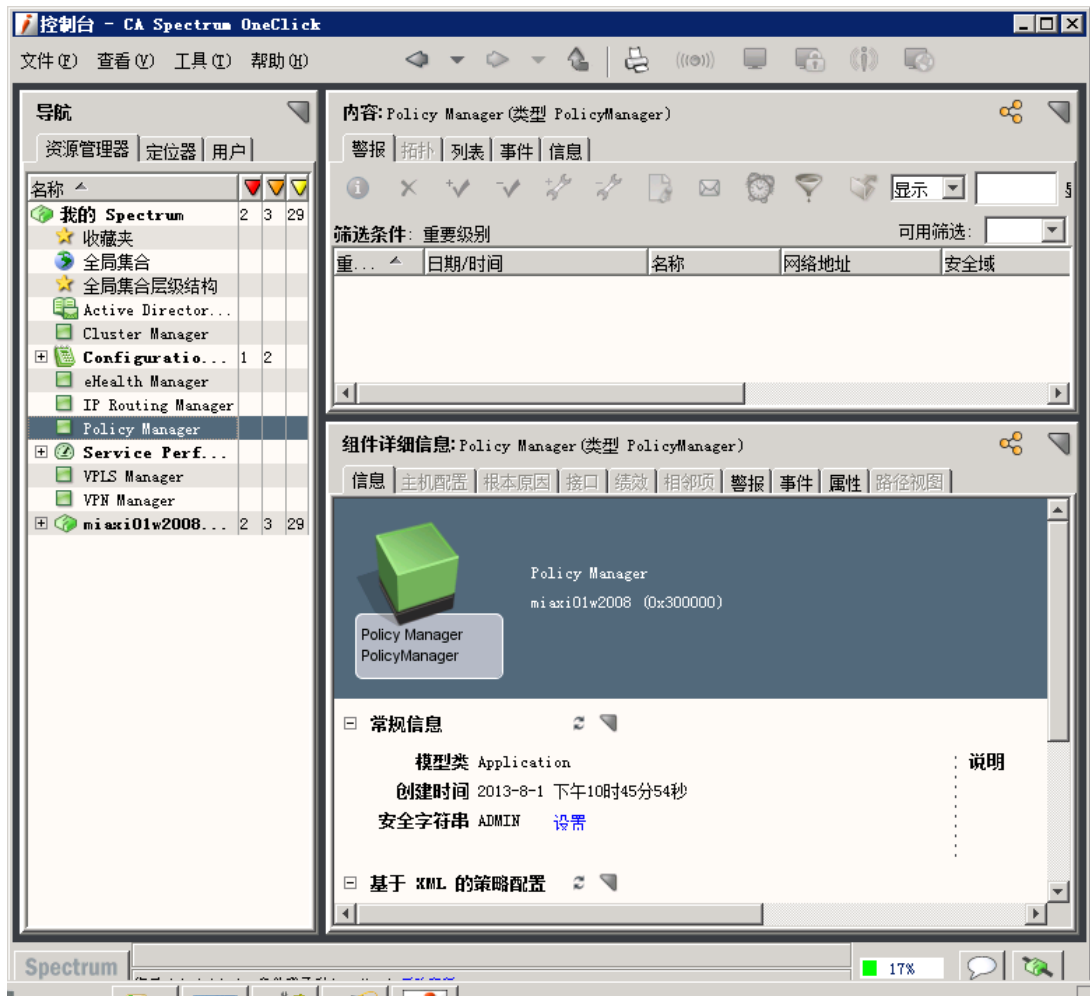 控制台 - CA Spectrum OneClick
文件(F) 查看(V) 工具(T) 帮助(H)
导航
资源管理器 定位器 用户
名称
我的 Spectrum 2 3 29
收藏夹
全局集合
全局集合层级结构
Active Director...
Cluster Manager
Configuratio... 1 2
eHealth Manager
IP Routing Manager
Policy Manager
Service Perf...
VPLS Manager
VPN Manager
miaxi01w2008... 2 3 29
内容: Policy Manager(类型 PolicyManager)
警报 拓扑 列表 事件 信息
显示
筛选条件: 重要级别 可用筛选:
重... 日期/时间 名称 网络地址 安全域
组件详细信息: Policy Manager(类型 PolicyManager)
信息 主机配置 根本原因 接口 绩效 相邻项 警报 事件 属性 路径视图
Policy Manager
miaxi01w2008 (0x300000)
Policy Manager
PolicyManager
常规信息
模型类 Application 说明
创建时间 2013-8-1 下午10时45分54秒
安全字符串 ADMIN 设置
基于 XML 的策略配置
Spectrum 17%